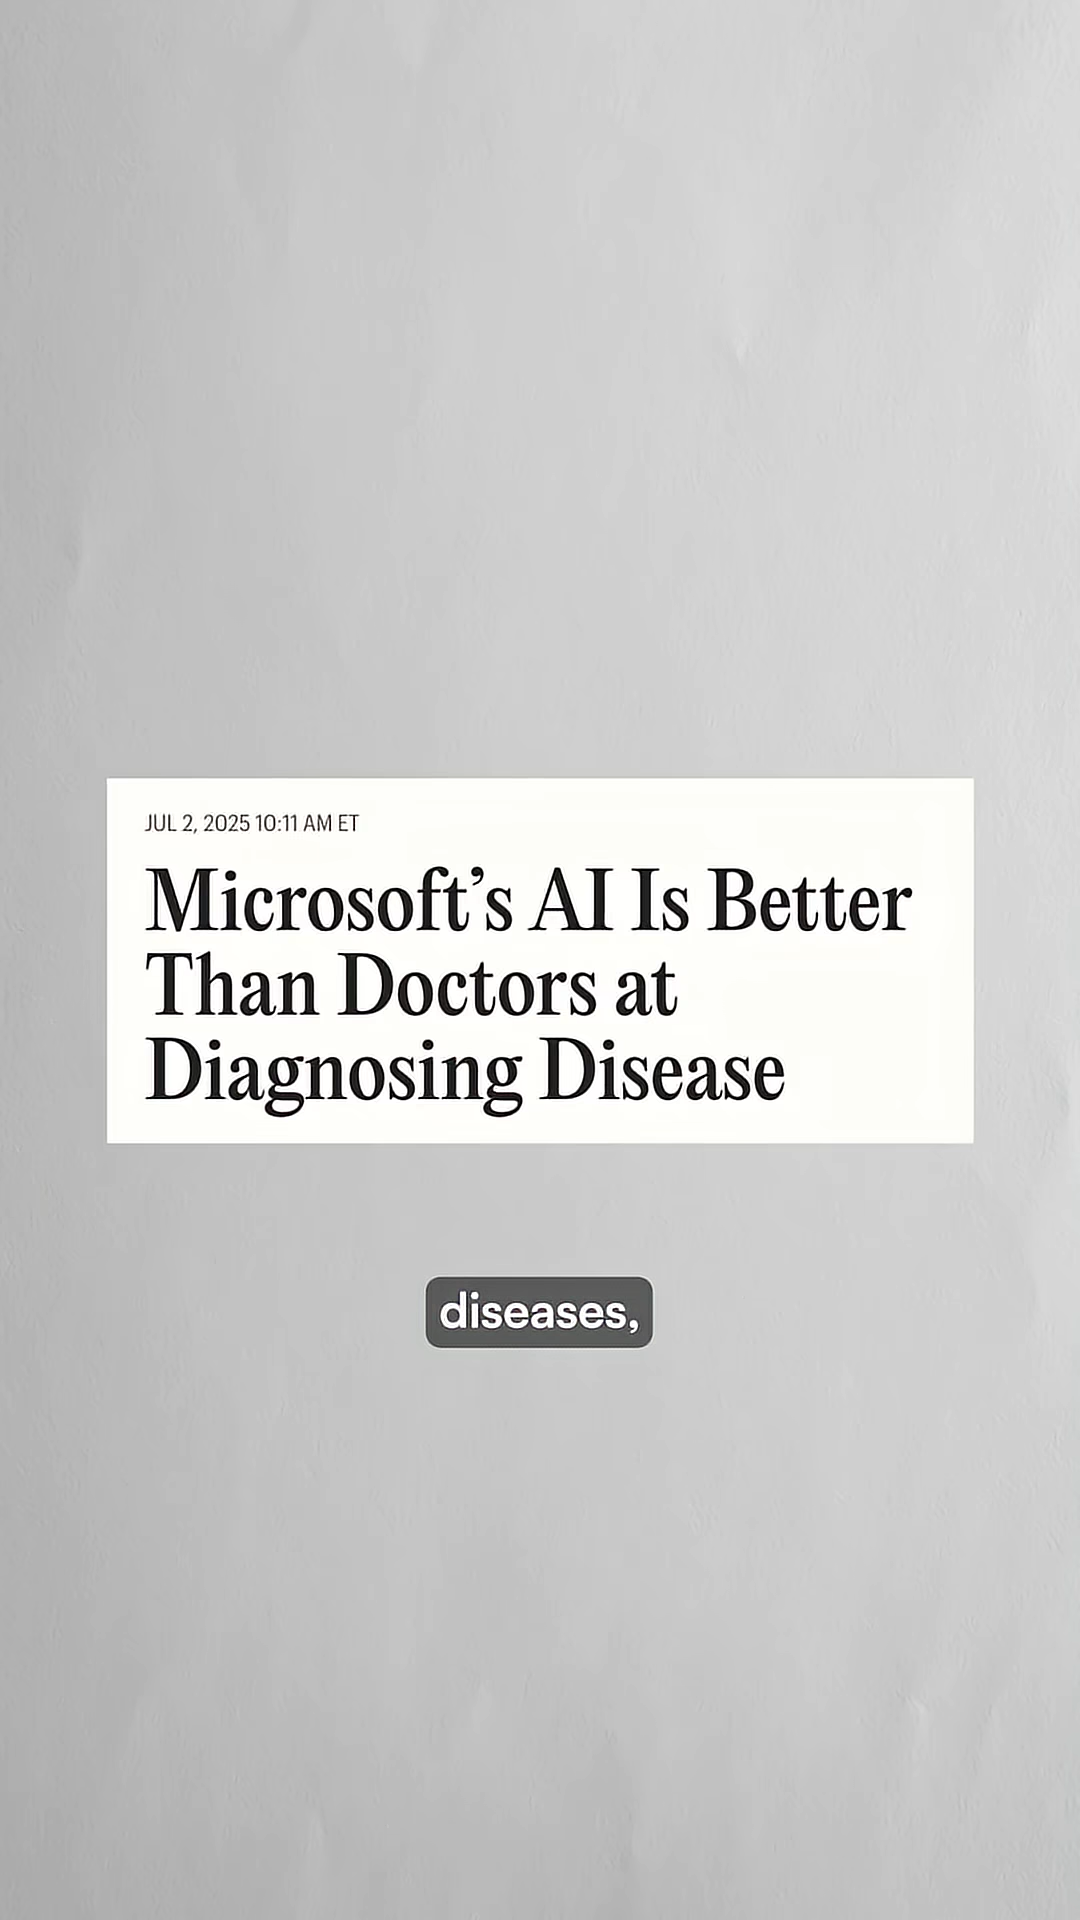 JUL 2, 2025 10:11 AM ET
Microsoft’s AI Is Better
Than Doctors at
Diagnosing Disease
diseases,